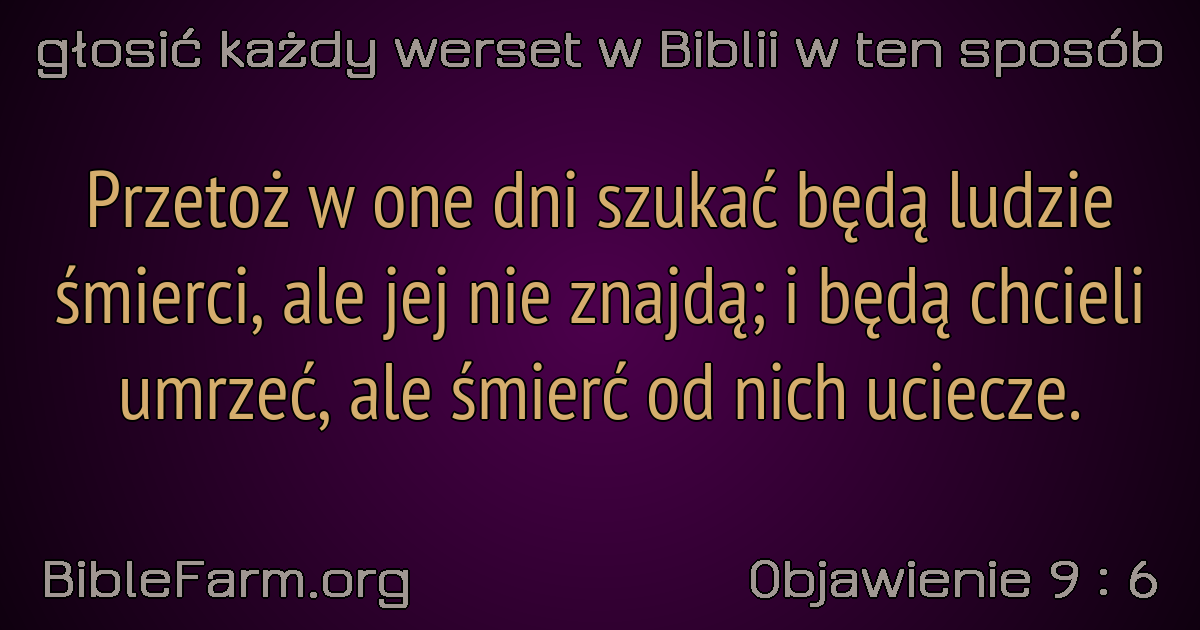 głosić każdy werset w Biblii w ten sposób
Przetoż w one dni szukać będą ludzie
śmierci, ale jej nie znajdą; i będą chcieli
umrzeć, ale śmierć od nich uciecze.
BibleFarm.org
Objawienie 9 : 6